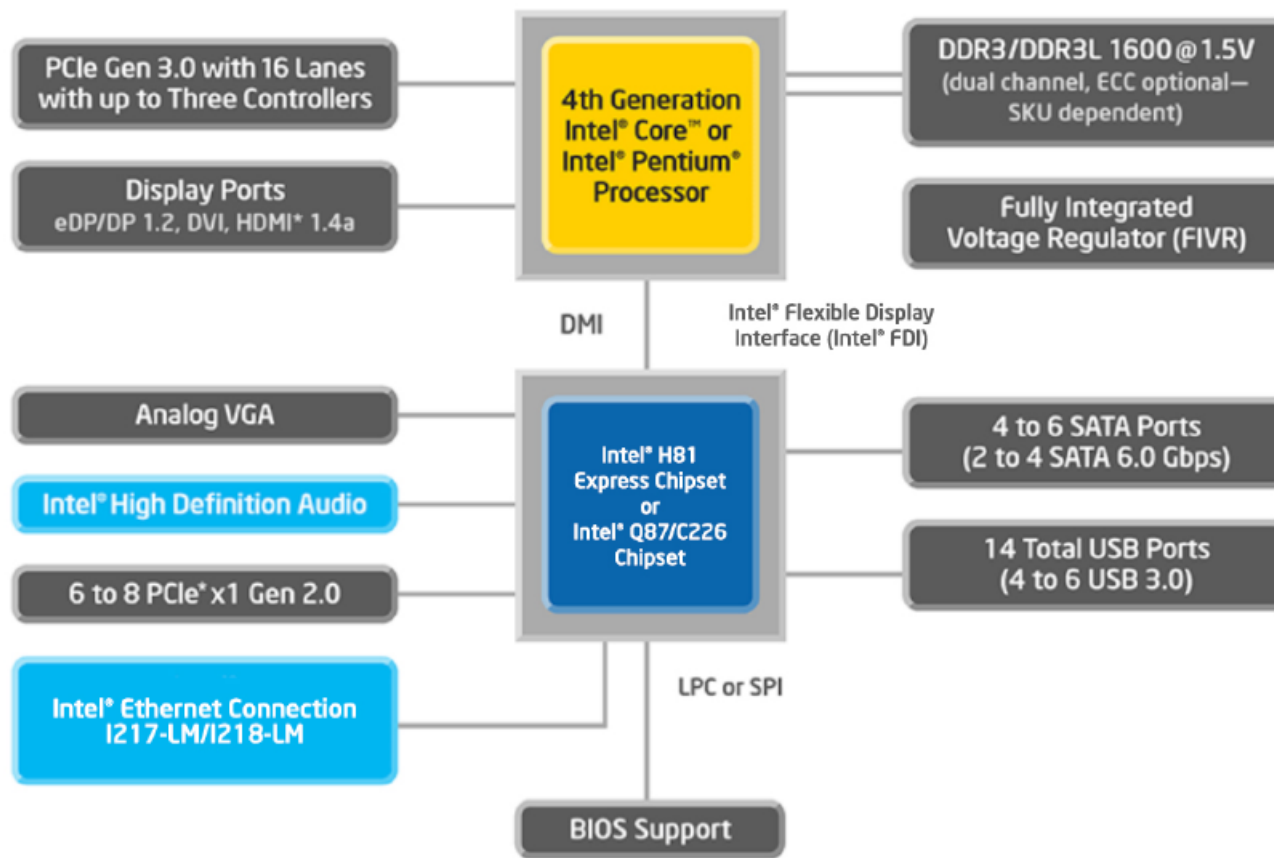 PCIe Gen 3.0 with 16 Lanes
with up to Three Controllers
Display Ports
eDP/DP 1.2, DVI, HDMI* 1.4a
4th Generation
Intel® Core™ or
Intel® Pentium®
Processor
DDR3/DDR3L 1600@1.5V
(dual channel, ECC optional—
SKU dependent)
Fully Integrated
Voltage Regulator (FIVR)
DMI
Intel® Flexible Display
Interface (Intel® FDI)
Analog VGA
Intel® High Definition Audio
6 to 8 PCIe* x1 Gen 2.0
Intel® Ethernet Connection
I217-LM/I218-LM
Intel® H81
Express Chipset
or
Intel® Q87/C226
Chipset
4 to 6 SATA Ports
(2 to 4 SATA 6.0 Gbps)
14 Total USB Ports
(4 to 6 USB 3.0)
LPC or SPI
BIOS Support